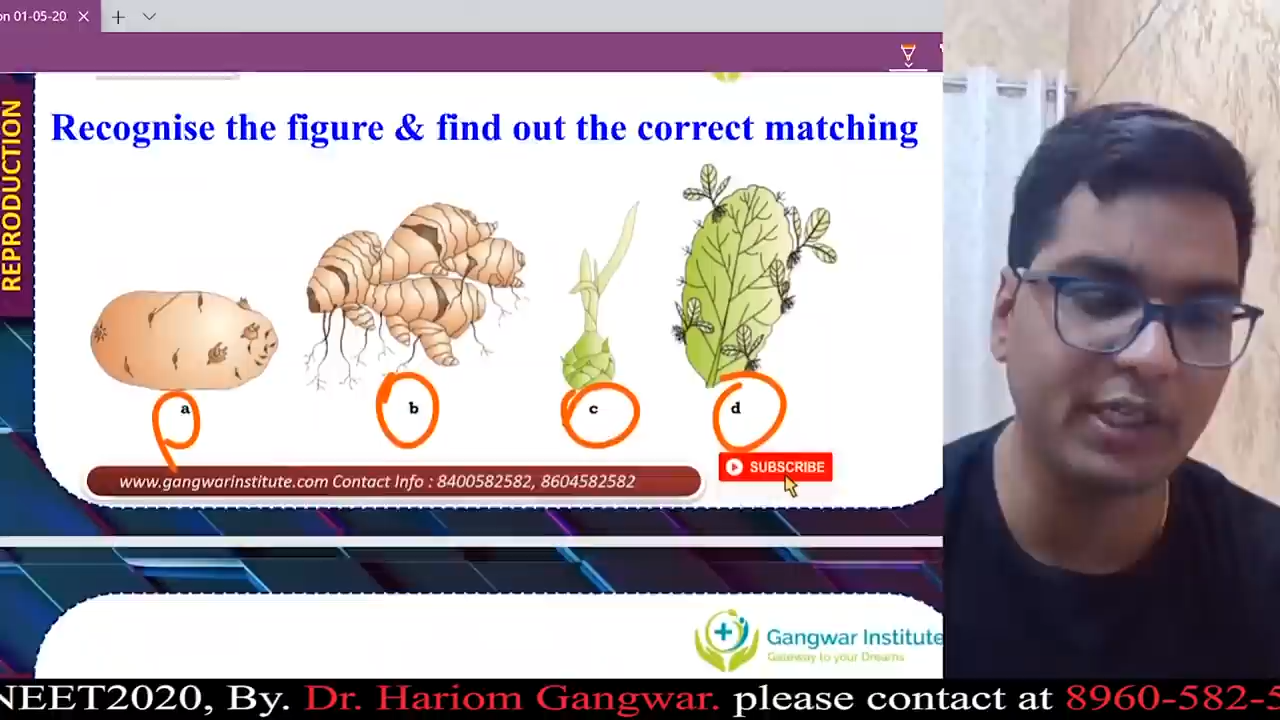 on 01-05-20
REPRODUCTION
Recognise the figure & find out the correct matching
a
b
c
d
www.gangwarinstitute.com Contact Info : 8400582582, 8604582582
SUBSCRIBE
Gangwar Institute
Gateway to your Dreams
NEET2020, By. Dr. Hariom Gangwar. please contact at 8960-582-5